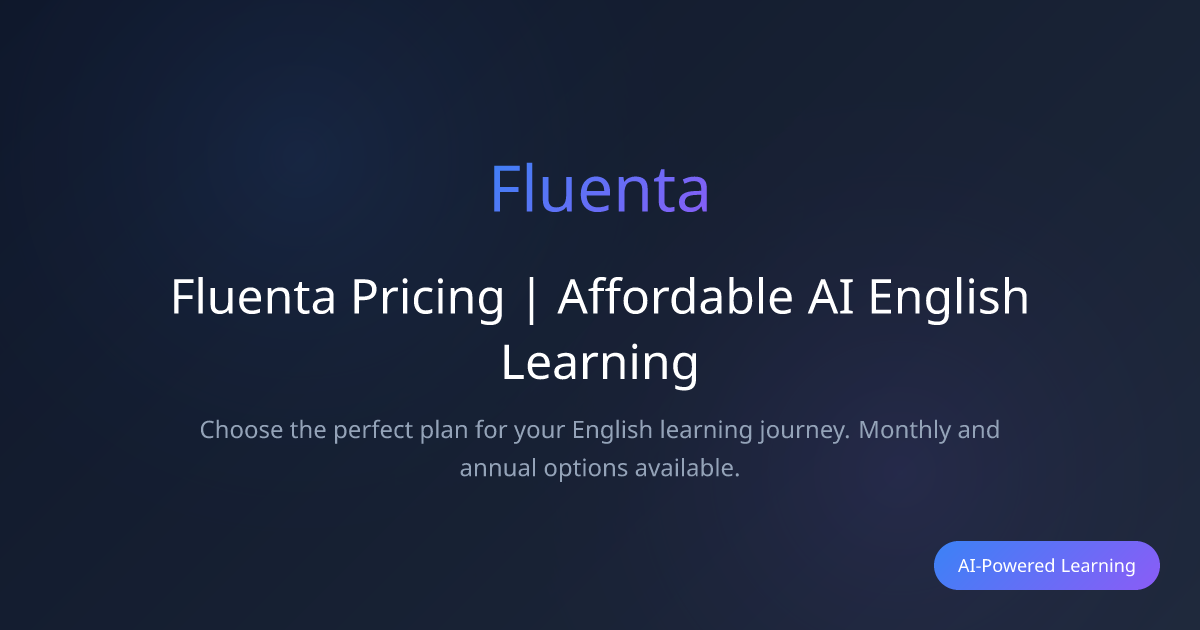 Fluenta
Fluenta Pricing | Affordable AI English
Learning
Choose the perfect plan for your English learning journey. Monthly and
annual options available.
AI-Powered Learning